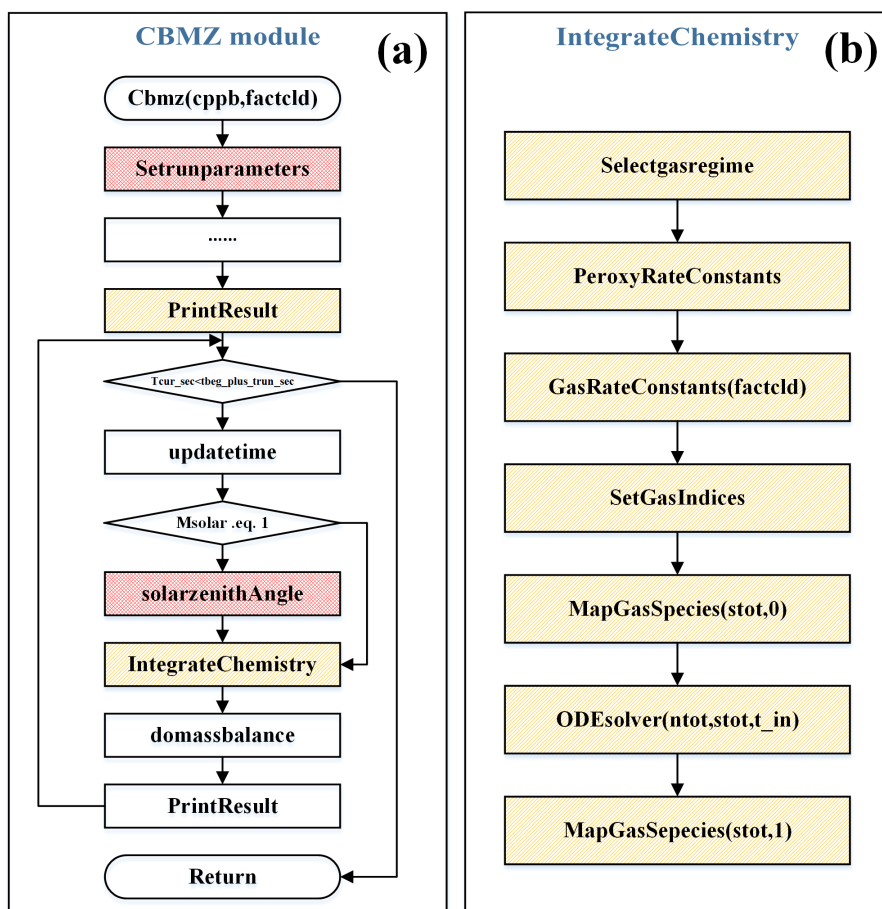 CBMZ module
(a)
Cbmz(cppb,factcld)
Setrunparameters
......
PrintResult
Tcur_sec<tbeg_plus_trun_sec
updatetime
Msolar .eq. 1
solarzenithAngle
IntegrateChemistry
domassbalance
PrintResult
Return
IntegrateChemistry
(b)
Selectgasregime
PeroxyRateConstants
GasRateConstants(factcld)
SetGasIndices
MapGasSpecies(stot,0)
ODEsolver(ntot,stot,t_in)
MapGasSepecies(stot,1)